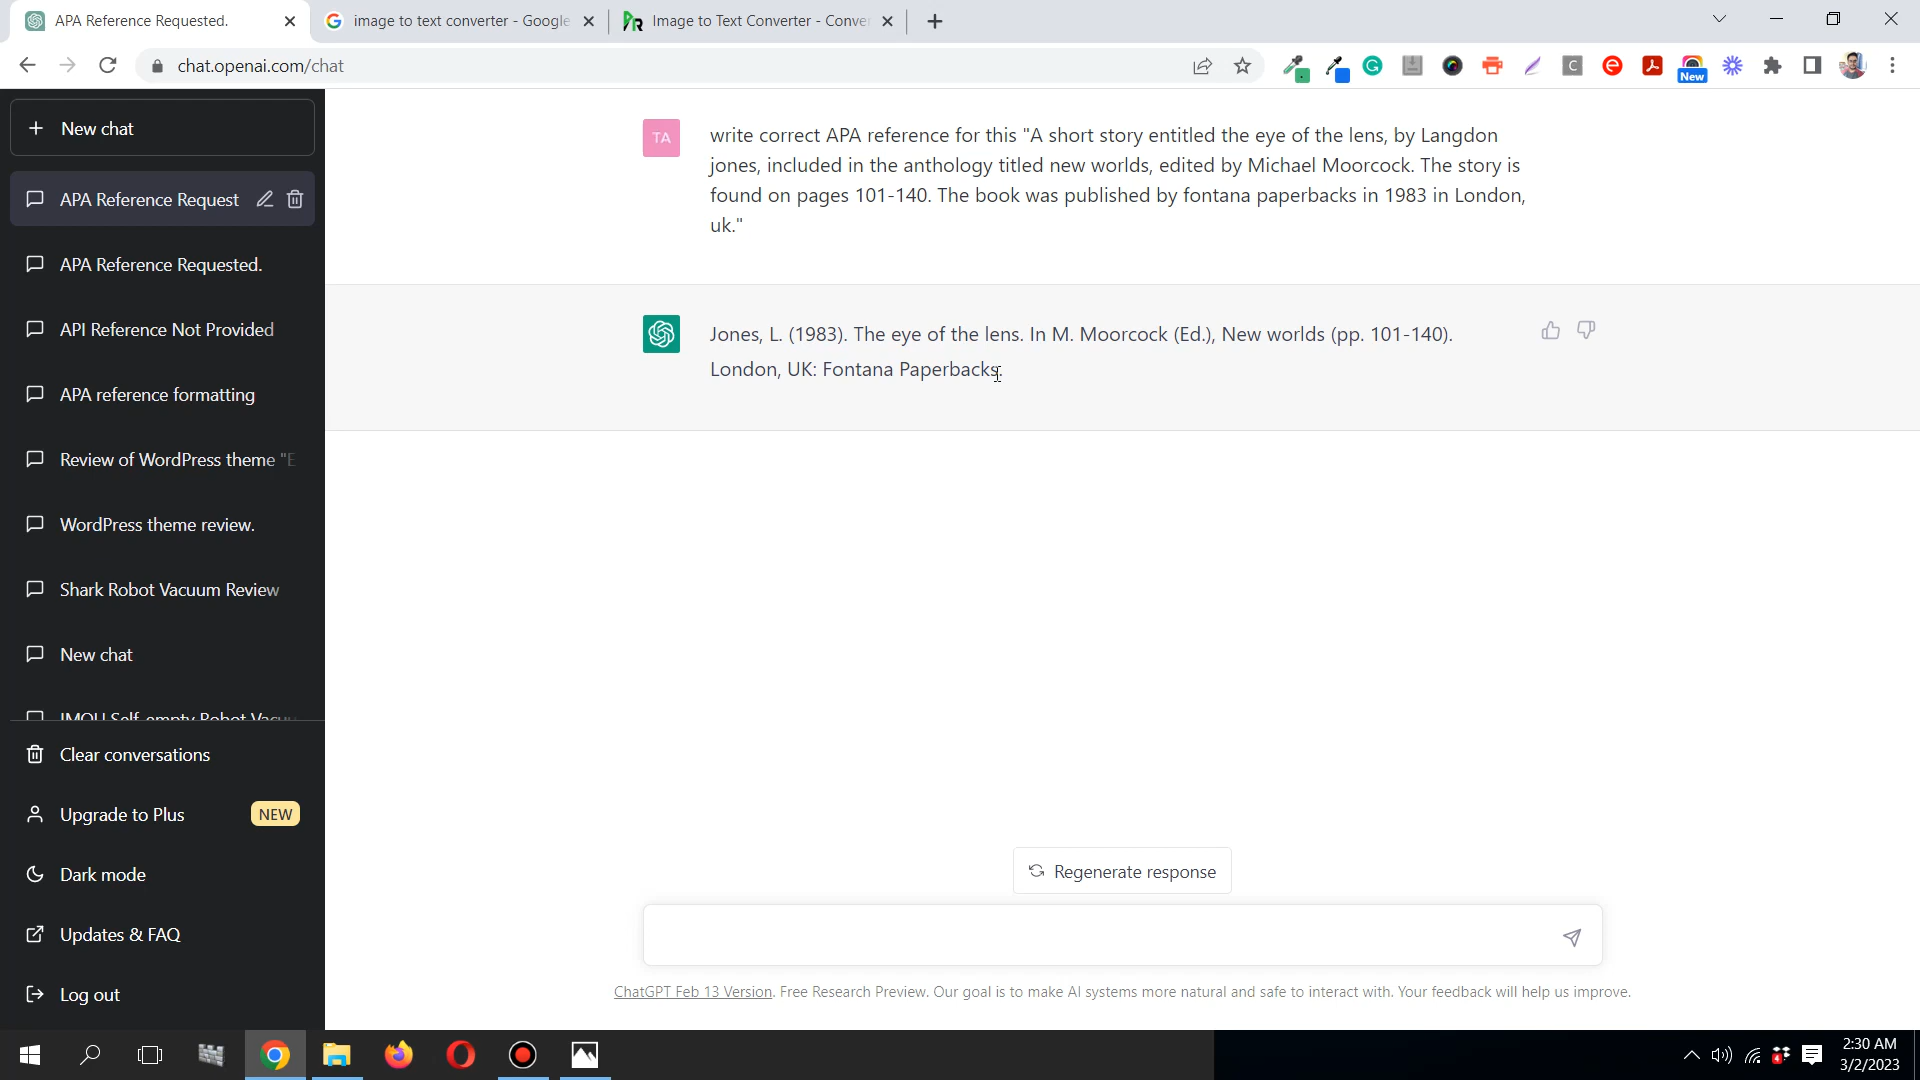 APA Reference Requested.
image to text converter - Google
Image to Text Converter - Conver
chat.openai.com/chat
New
New chat
APA Reference Request
APA Reference Requested.
API Reference Not Provided
APA reference formatting
Review of WordPress theme "E
WordPress theme review.
Shark Robot Vacuum Review
New chat
IMOU Self-empty Robot Vacuu
Clear conversations
Upgrade to Plus NEW
Dark mode
Updates & FAQ
Log out
TA
write correct APA reference for this "A short story entitled the eye of the lens, by Langdon
jones, included in the anthology titled new worlds, edited by Michael Moorcock. The story is
found on pages 101-140. The book was published by fontana paperbacks in 1983 in London,
uk."
Jones, L. (1983). The eye of the lens. In M. Moorcock (Ed.), New worlds (pp. 101-140).
London, UK: Fontana Paperbacks.
Regenerate response
ChatGPT Feb 13 Version. Free Research Preview. Our goal is to make AI systems more natural and safe to interact with. Your feedback will help us improve.
2:30 AM
3/2/2023